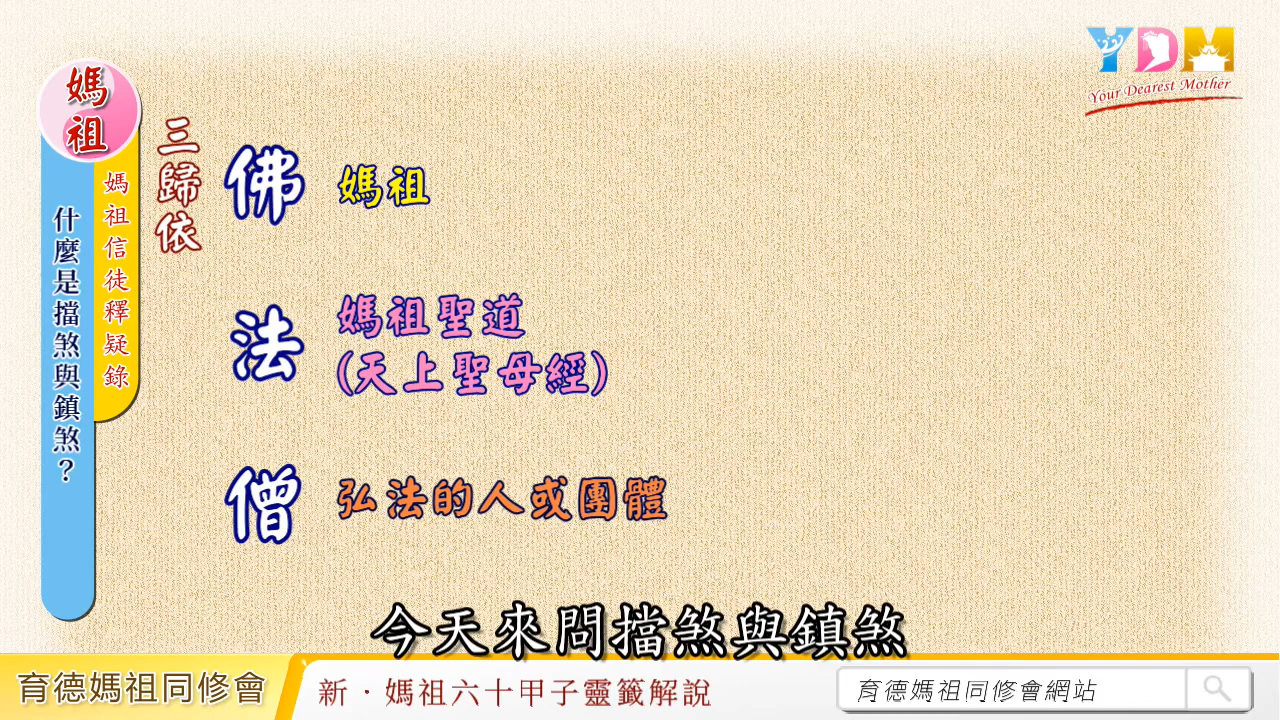 YDM
Your Dearest Mother
媽祖
媽祖信徒釋疑錄
什麼是擋煞與鎮煞？
三歸依
佛 媽祖
法 媽祖聖道
(天上聖母經)
僧 弘法的人或團體
今天來問擋煞與鎮煞
育德媽祖同修會
新．媽祖六十甲子靈籤解說
育德媽祖同修會網站